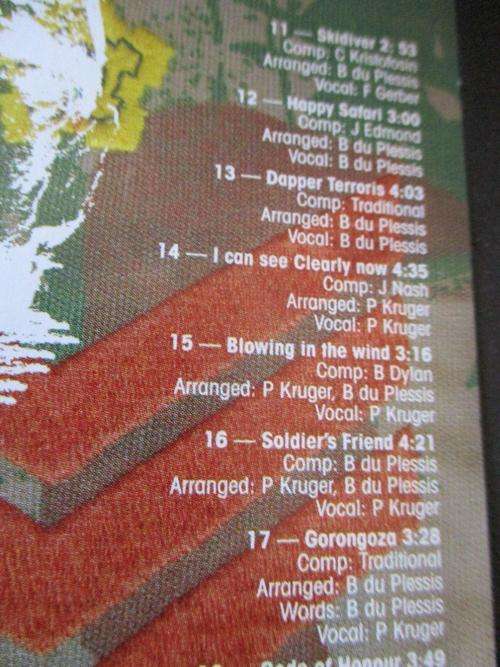 11 — Skidiver 2: 53
Comp: C Kristofoem
Arranged: B du Plessis
Vocal: F Gerber
12 — Happy Safari 3:00
Comp: J Edmond
Arranged: B du Plessis
Vocal: B du Plessis
13 — Dapper Terroris 4:03
Comp: Traditional
Arranged: B du Plessis
Vocal: B du Plessis
14 — I can see Clearly now 4:35
Comp: J Nash
Arranged: P Kruger
Vocal: P Kruger
15 — Blowing in the wind 3:16
Comp: B Dylan
Arranged: P Kruger, B du Plessis
Vocal: P Kruger
16 — Soldier's Friend 4:21
Comp: B du Plessis
Arranged: P Kruger, B du Plessis
Vocal: P Kruger
17 — Gorongoza 3:28
Comp: Traditional
Arranged: B du Plessis
Words: B du Plessis
Vocal: P Kruger
Code of Honour 3:49